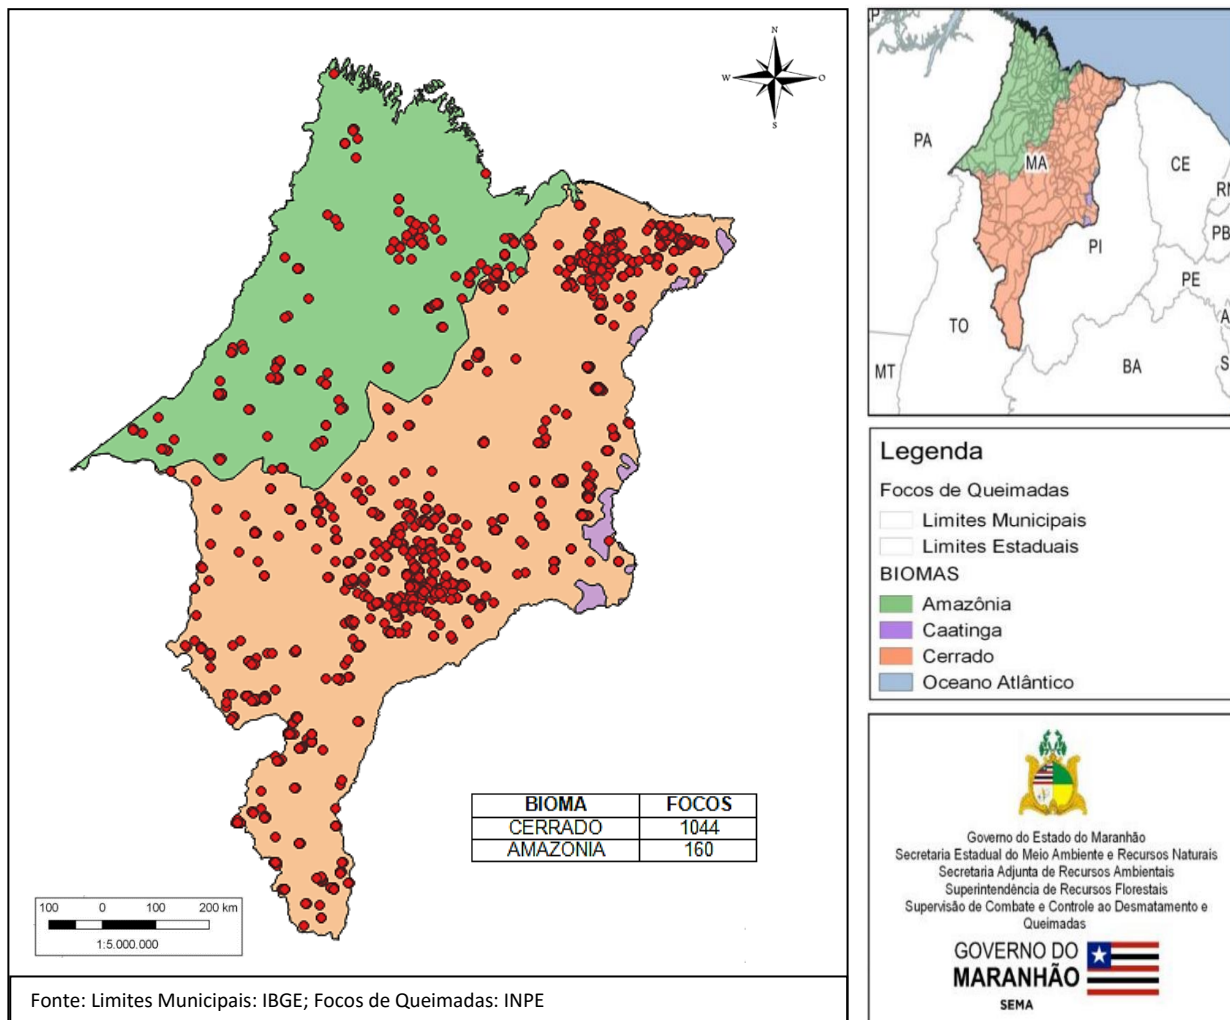 N
W
O
S
BIOMA FOCOS
CERRADO 1044
AMAZONIA 160
100 0 100 200 km
1:5.000.000
Fonte: Limites Municipais: IBGE; Focos de Queimadas: INPE
PA
MA
CE
RN
PB
PI
PE
TO
A
MT
BA
S
Legenda
Focos de Queimadas
Limites Municipais
Limites Estaduais
BIOMAS
Amazônia
Caatinga
Cerrado
Oceano Atlântico
Governo do Estado do Maranhão
Secretaria Estadual do Meio Ambiente e Recursos Naturais
Secretaria Adjunta de Recursos Ambientais
Superintendência de Recursos Florestais
Supervisão de Combate e Controle ao Desmatamento e
Queimadas
GOVERNO DO
MARANHÃO
SEMA